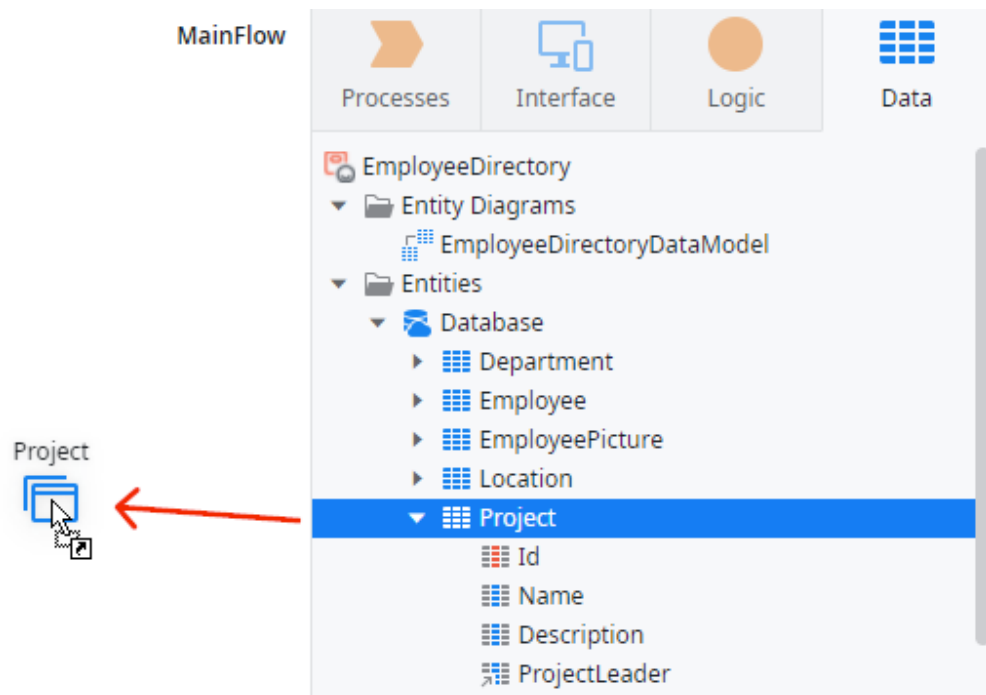 MainFlow
Processes
Interface
Logic
Data
EmployeeDirectory
Entity Diagrams
EmployeeDirectoryDataModel
Entities
Database
Department
Employee
EmployeePicture
Location
Project
Project
Id
Name
Description
ProjectLeader